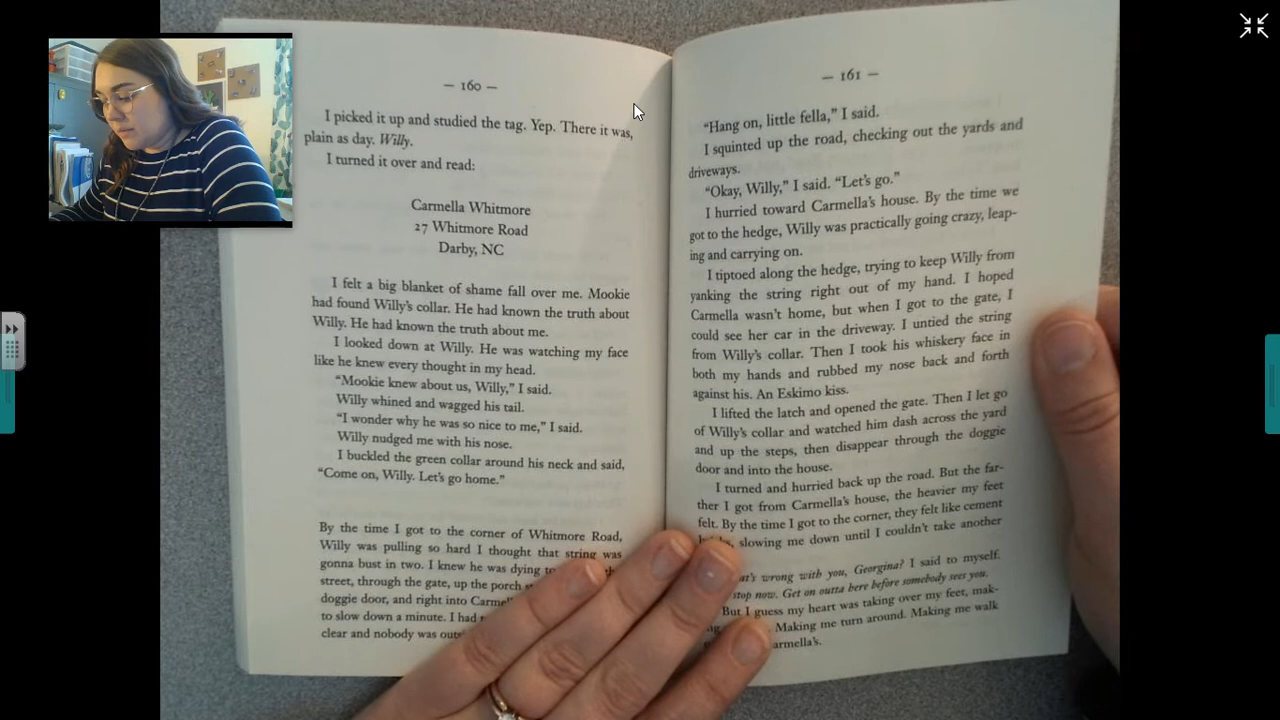 — 160 —
I picked it up and studied the tag. Yep. There it was,
plain as day. Willy.
I turned it over and read:
Carmella Whitmore
27 Whitmore Road
Darby, NC
I felt a big blanket of shame fall over me. Mookie
had found Willy's collar. He had known the truth about
Willy. He had known the truth about me.
I looked down at Willy. He was watching my face
like he knew every thought in my head.
“Mookie knew about us, Willy,” I said.
Willy whined and wagged his tail.
“I wonder why he was so nice to me,” I said.
Willy nudged me with his nose.
I buckled the green collar around his neck and said,
“Come on, Willy. Let's go home.”
By the time I got to the corner of Whitmore Road,
Willy was pulling so hard I thought that string was
gonna bust in two. I knew he was dying
street, through the gate, up the porch
doggie door, and right into
to slow down a minute. I had
clear and nobody was
— 161 —
“Hang on, little fella,” I said.
I squinted up the road, checking out the yards and
driveways.
“Okay, Willy,” I said. “Let's go.”
I hurried toward Carmella's house. By the time we
got to the hedge, Willy was practically going crazy, leap-
ing and carrying on.
I tiptoed along the hedge, trying to keep Willy from
yanking the string right out of my hand. I hoped
Carmella wasn't home, but when I got to the gate, I
could see her car in the driveway. I untied the string
from Willy's collar. Then I took his whiskery face in
both my hands and rubbed my nose back and forth
against his. An Eskimo kiss.
I lifted the latch and opened the gate. Then I let go
of Willy's collar and watched him dash across the yard
and up the steps, then disappear through the doggie
door and into the house.
I turned and hurried back up the road. But the far-
ther I got from Carmella's house, the heavier my feet
felt. By the time I got to the corner, they felt like cement
slowing me down until I couldn't take another
wrong with you, Georgina? I said to myself.
stop now. Get on outta here before somebody sees you.
But I guess my heart was taking over my feet, mak-
Making me turn around. Making me walk